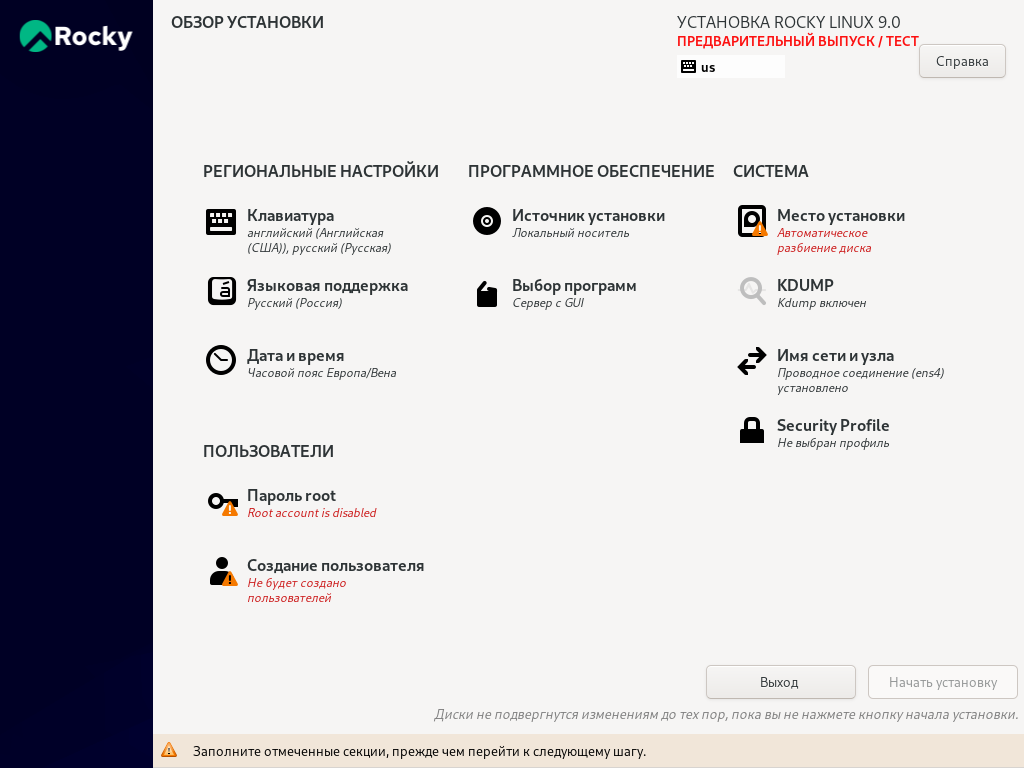 Rocky
ОБЗОР УСТАНОВКИ
УСТАНОВКА ROCKY LINUX 9.0
ПРЕДВАРИТЕЛЬНЫЙ ВЫПУСК / ТЕСТ
us
Справка
РЕГИОНАЛЬНЫЕ НАСТРОЙКИ
Клавиатура
английский (Английская
(США)), русский (Русская)
Языковая поддержка
Русский (Россия)
Дата и время
Часовой пояс Европа/Вена
ПРОГРАММНОЕ ОБЕСПЕЧЕНИЕ
Источник установки
Локальный носитель
Выбор программ
Сервер с GUI
СИСТЕМА
Место установки
Автоматическое
разбиение диска
KDUMP
Kdump включен
Имя сети и узла
Проводное соединение (ens4)
установлено
Security Profile
Не выбран профиль
ПОЛЬЗОВАТЕЛИ
Пароль root
Root account is disabled
Создание пользователя
Не будет создано
пользователей
Выход
Начать установку
Диски не подвергнутся изменениям до тех пор, пока вы не нажмете кнопку начала установки.
Заполните отмеченные секции, прежде чем перейти к следующему шагу.